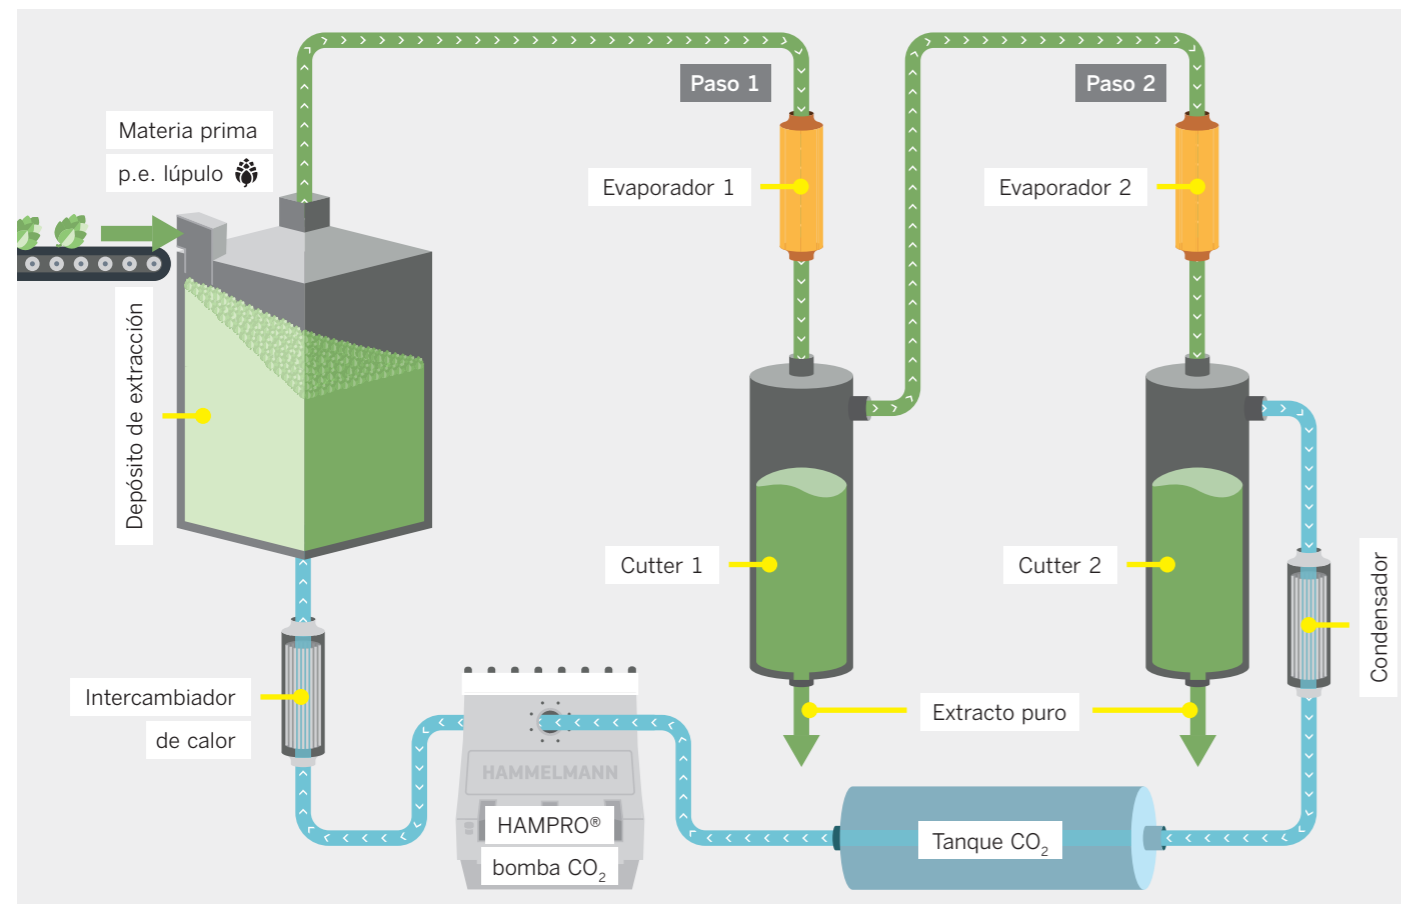 Paso 1
Paso 2
Materia prima
p.e. lúpulo
Evaporador 1
Evaporador 2
Depósito de extracción
Cutter 1
Cutter 2
Condensador
Intercambiador
de calor
Extracto puro
HAMMELMANN
HAMPRO®
bomba CO₂
Tanque CO₂